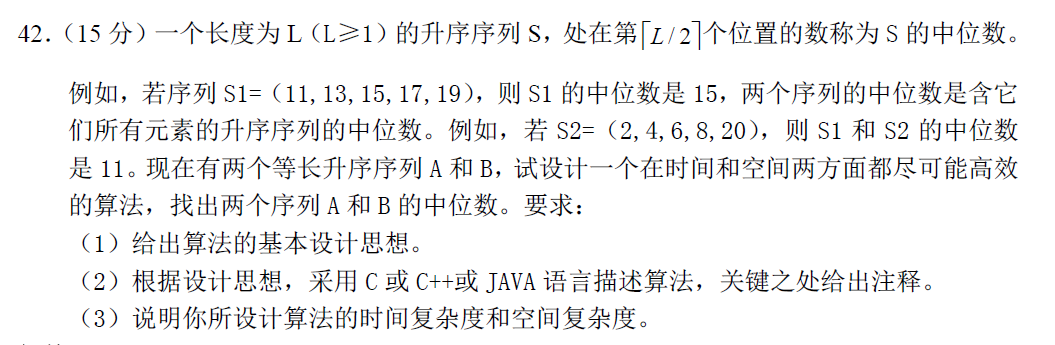 42.（15 分）一个长度为 L（L≥1）的升序序列 S，处在第⌈L/2⌉个位置的数称为 S 的中位数。
例如，若序列 S1=（11,13,15,17,19），则 S1 的中位数是 15，两个序列的中位数是含它
们所有元素的升序序列的中位数。例如，若 S2=（2,4,6,8,20），则 S1 和 S2 的中位数
是 11。现在有两个等长升序序列 A 和 B，试设计一个在时间和空间两方面都尽可能高效
的算法，找出两个序列 A 和 B 的中位数。要求：
（1）给出算法的基本设计思想。
（2）根据设计思想，采用 C 或 C++或 JAVA 语言描述算法，关键之处给出注释。
（3）说明你所设计算法的时间复杂度和空间复杂度。